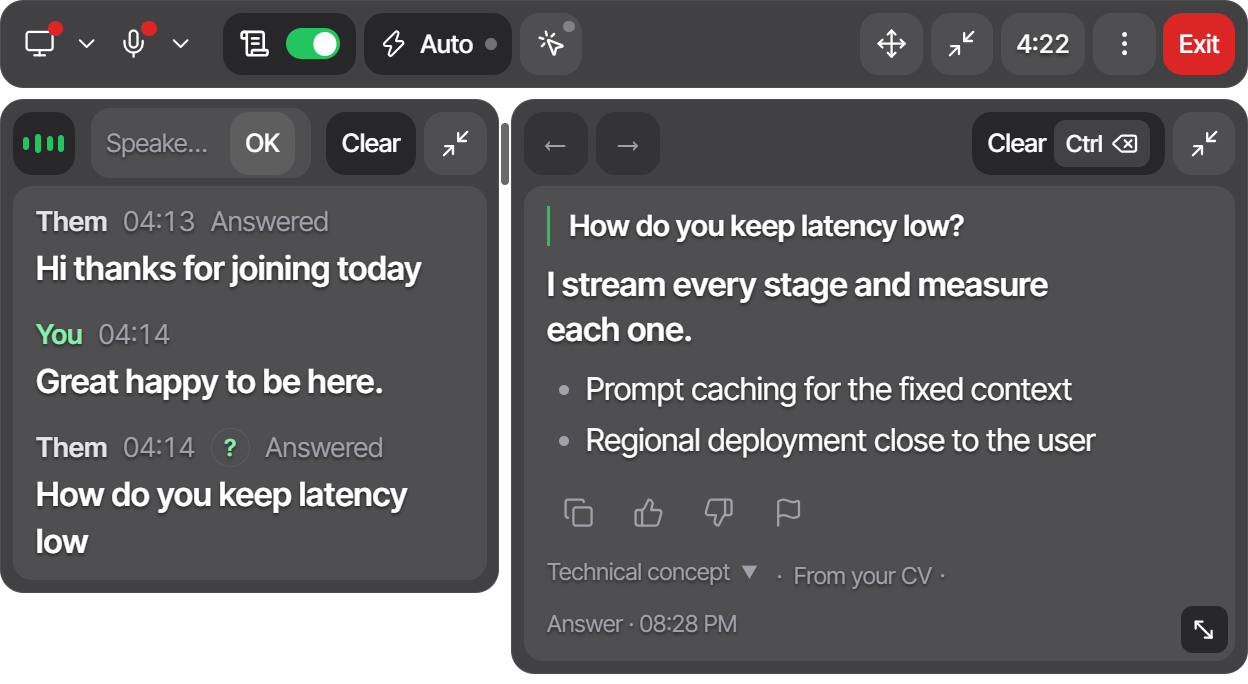 Auto
4:22
Exit
Speake...
OK
Clear
Them 04:13 Answered
Hi thanks for joining today
You 04:14
Great happy to be here.
Them 04:14 ? Answered
How do you keep latency
low
← →
Clear Ctrl
How do you keep latency low?
I stream every stage and measure
each one.
• Prompt caching for the fixed context
• Regional deployment close to the user
Technical concept ▼ · From your CV ·
Answer · 08:28 PM